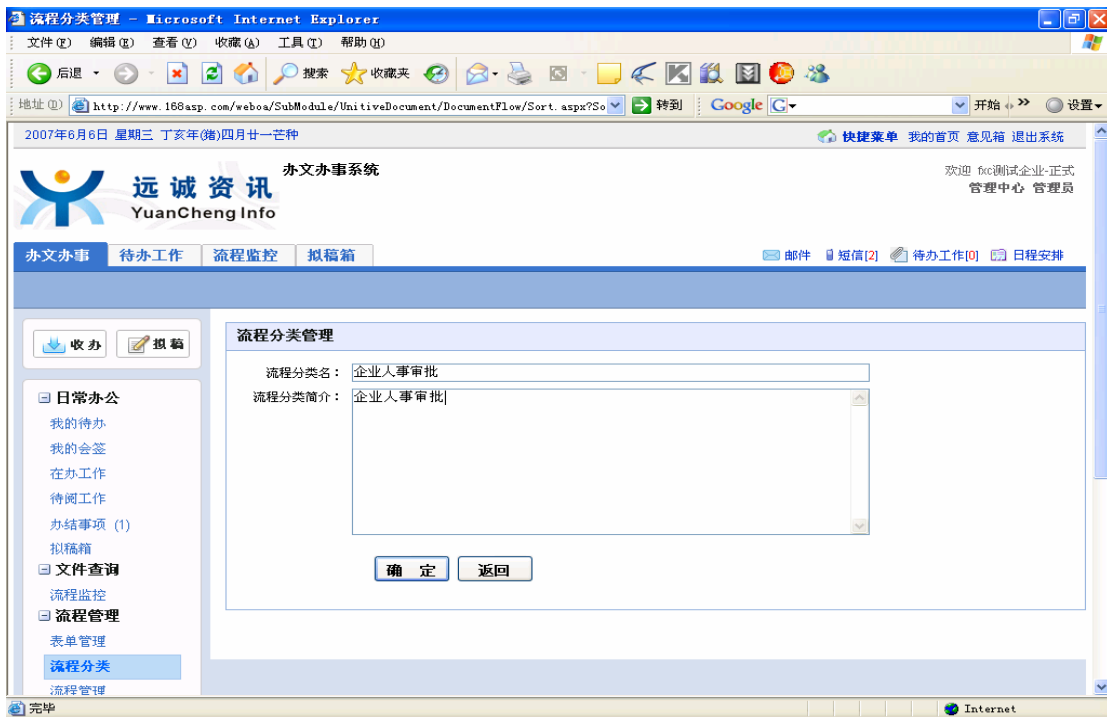 流程分类管理 - Microsoft Internet Explorer
文件(F) 编辑(E) 查看(V) 收藏(A) 工具(T) 帮助(H)
后退 搜索 收藏夹
地址(D) http://www.168asp.com/weboa/SubModule/UnitiveDocument/DocumentFlow/Sort.aspx?So 转到 Google G 开始 设置
2007年6月6日 星期三 丁亥年(猪)四月廿一芒种 快捷菜单 我的首页 意见箱 退出系统
办文办事系统
远诚资讯
YuanCheng Info
欢迎 fxc测试企业-正式
管理中心 管理员
办文办事 待办工作 流程监控 拟稿箱 邮件 短信[2] 待办工作[0] 日程安排
收办 拟稿
流程分类管理
流程分类名： 企业人事审批
流程分类简介： 企业人事审批
确 定 返回
日常办公
我的待办
我的会签
在办工作
待阅工作
办结事项 (1)
拟稿箱
文件查询
流程监控
流程管理
表单管理
流程分类
流程管理
完毕 Internet